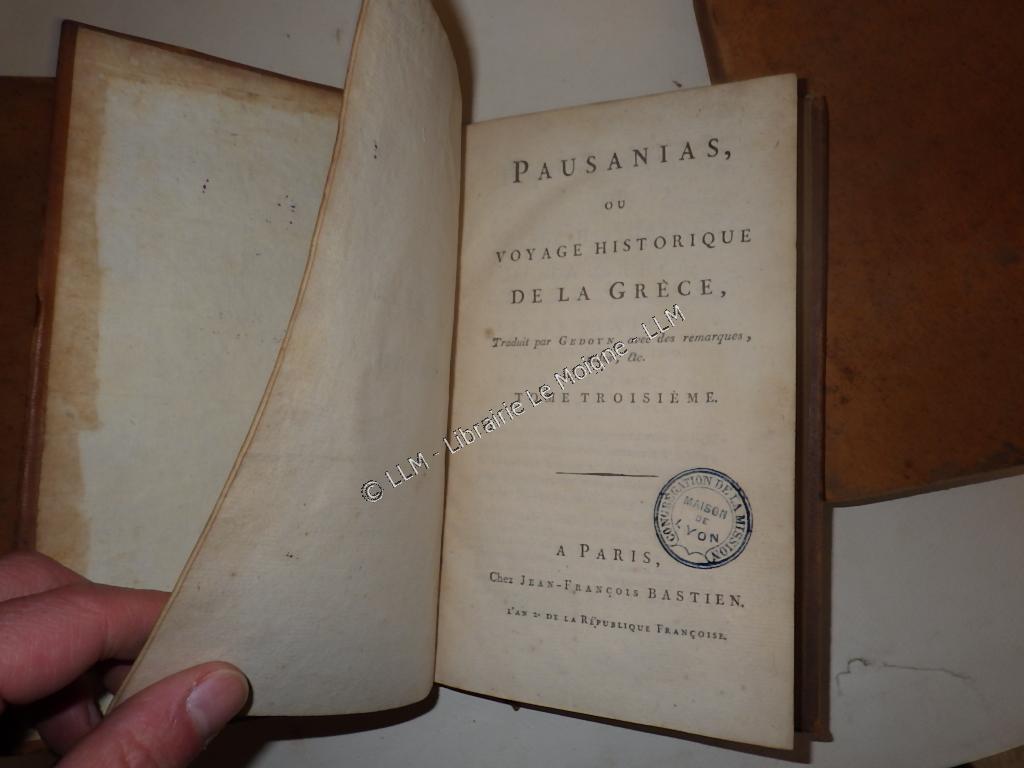 PAUSANIAS,
OU
VOYAGE HISTORIQUE
DE LA GRÈCE,
Traduit par GEDOYN, avec des remarques,
&c.
TOME TROISIÈME.
CONGRÉGATION DE LA MISSION
MAISON
DE
LYON
A PARIS,
Chez JEAN-FRANÇOIS BASTIEN.
L'AN 2e DE LA RÉPUBLIQUE FRANÇOISE.
© LLM - Librairie Le Moigne - LLM